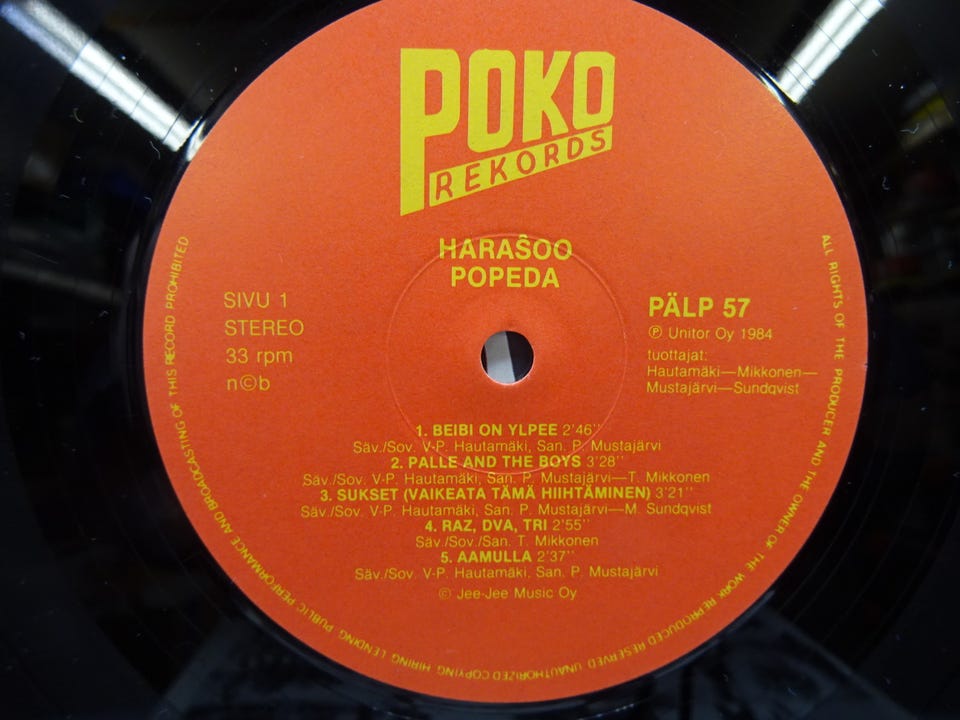 POKO
REKORDS
HARAŜOO
POPEDA
SIVU 1
STEREO
33 rpm
n©b
PÄLP 57
℗ Unitor Oy 1984
tuottajat:
Hautamäki—Mikkonen—
Mustajärvi—Sundqvist
1. BEIBI ON YLPEE 2'46''
Säv./Sov. V-P. Hautamäki, San. P. Mustajärvi
2. PALLE AND THE BOYS 3'28''
Säv./Sov. V-P. Hautamäki, San. P. Mustajärvi—T. Mikkonen
3. SUKSET (VAIKEATA TÄMÄ HIIHTÄMINEN) 3'21''
Säv./Sov. V-P. Hautamäki, San. P. Mustajärvi—M. Sundqvist
4. RAZ, DVA, TRI 2'55''
Säv./Sov./San. T. Mikkonen
5. AAMULLA 2'37''
Säv./Sov. V-P. Hautamäki, San. P. Mustajärvi
© Jee-Jee Music Oy
ALL RIGHTS OF THE PRODUCER AND THE OWNER OF THE WORK REPRODUCED RESERVED UNAUTHORIZED COPYING HIRING LENDING PUBLIC PERFORMANCE AND BROADCASTING OF THIS RECORD PROHIBITED